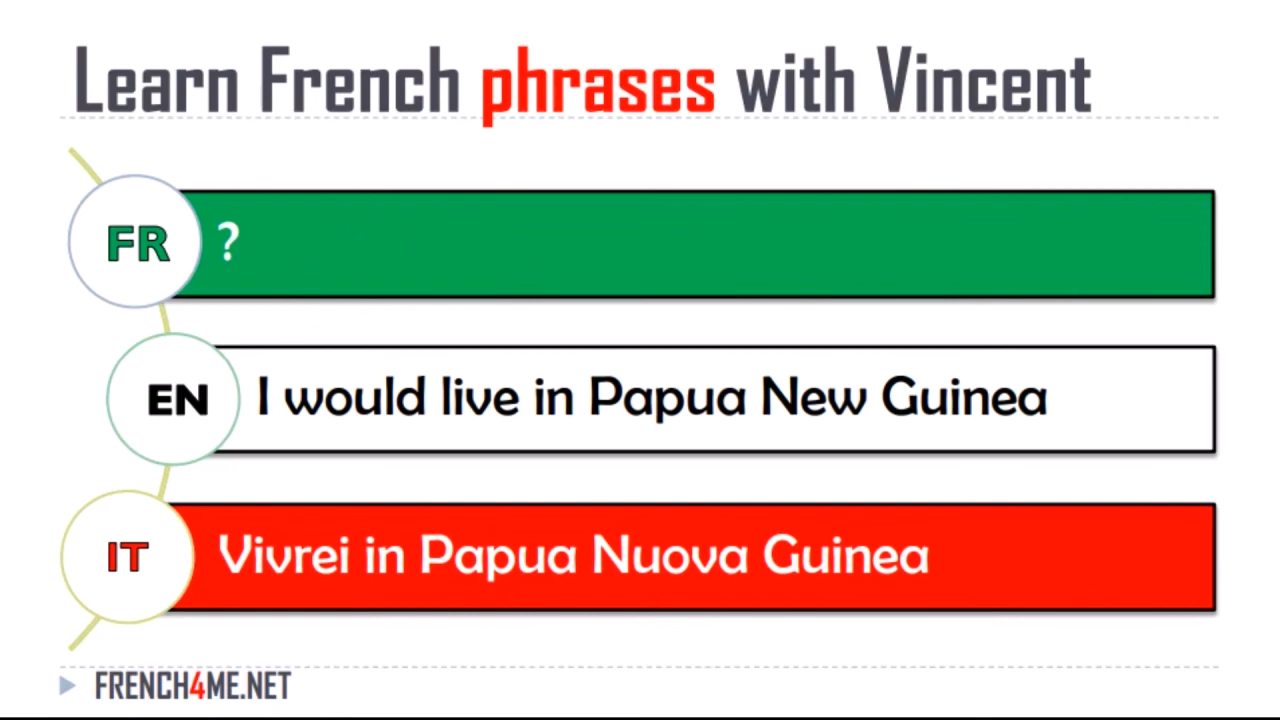 Learn French phrases with Vincent
FR ?
EN I would live in Papua New Guinea
IT Vivrei in Papua Nuova Guinea
FRENCH4ME.NET